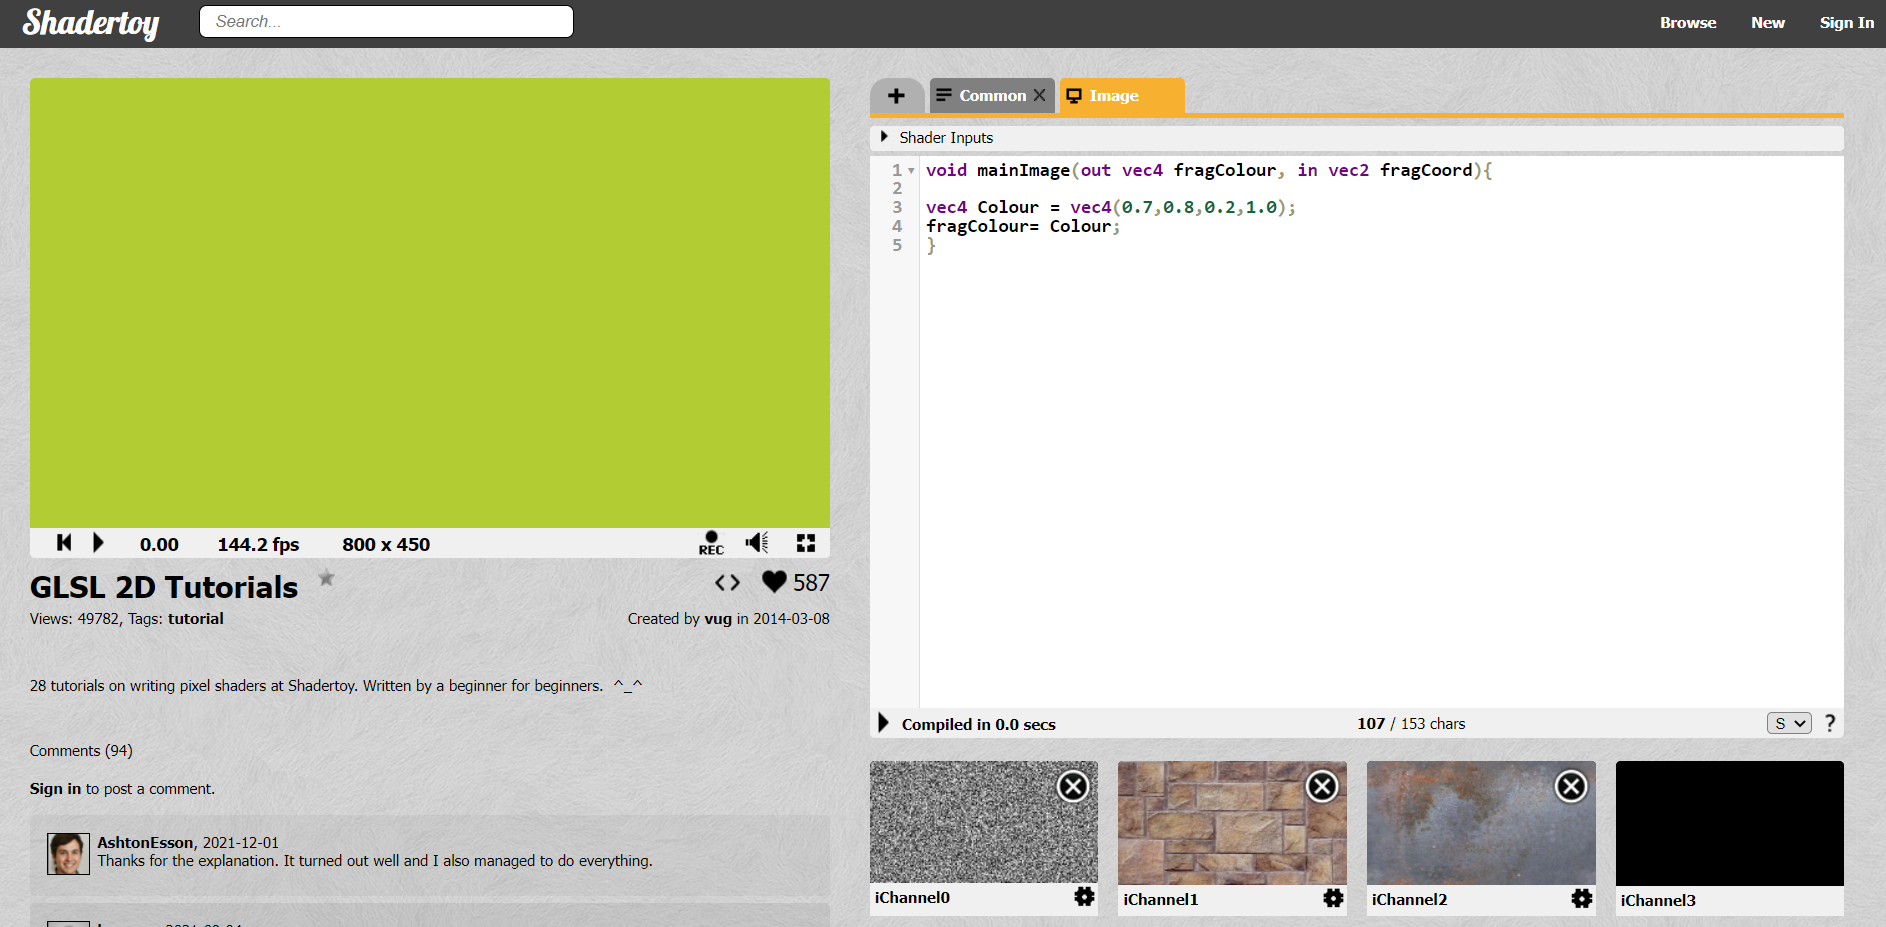 Shadertoy
Search...
Browse New Sign In
Common Image
Shader Inputs
1 void mainImage(out vec4 fragColour, in vec2 fragCoord){
2
3 vec4 Colour = vec4(0.7,0.8,0.2,1.0);
4 fragColour= Colour;
5 }
0.00 144.2 fps 800 x 450 REC
GLSL 2D Tutorials
<> 587
Views: 49782, Tags: tutorial
Created by vug in 2014-03-08
28 tutorials on writing pixel shaders at Shadertoy. Written by a beginner for beginners. ^_^
Comments (94)
Sign in to post a comment.
AshtonEsson, 2021-12-01
Thanks for the explanation. It turned out well and I also managed to do everything.
Compiled in 0.0 secs 107 / 153 chars S ?
iChannel0 iChannel1 iChannel2 iChannel3